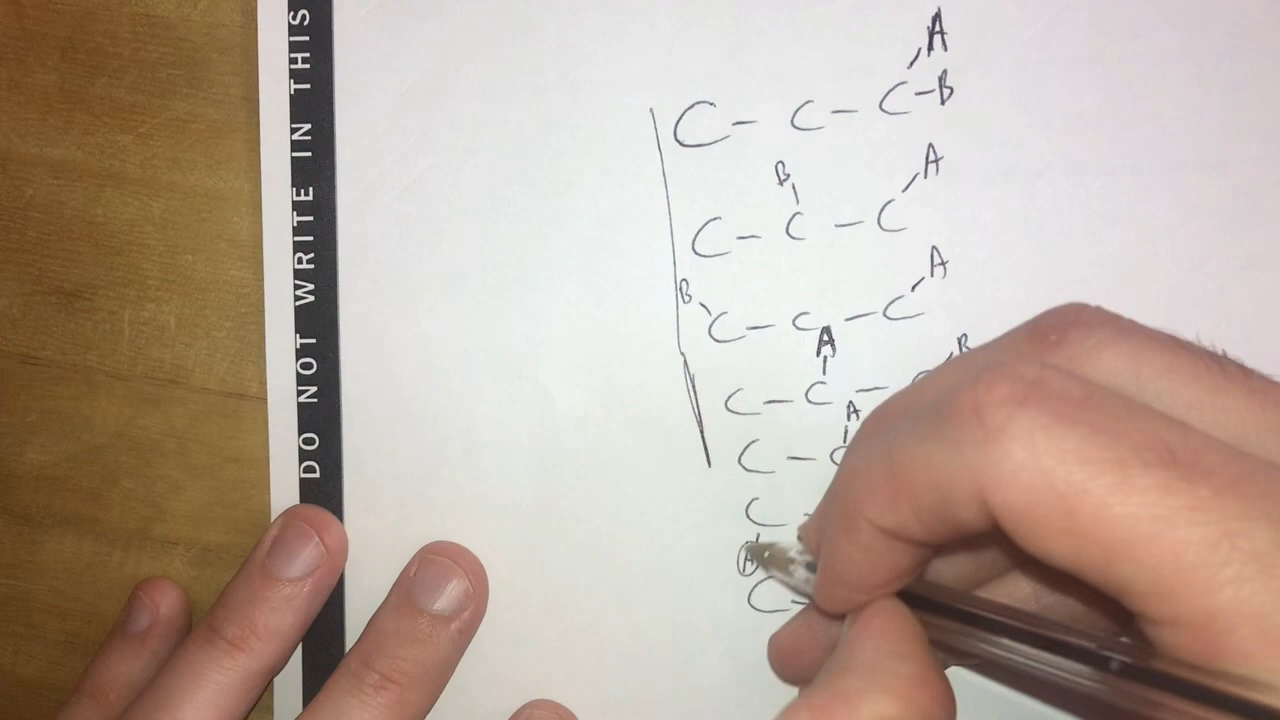 DO NOT WRITE IN THIS
A
C - C - C - B
B A
C - C - C
B A
C - C - C
A B
C - C -
A
C - C
C
A
C -